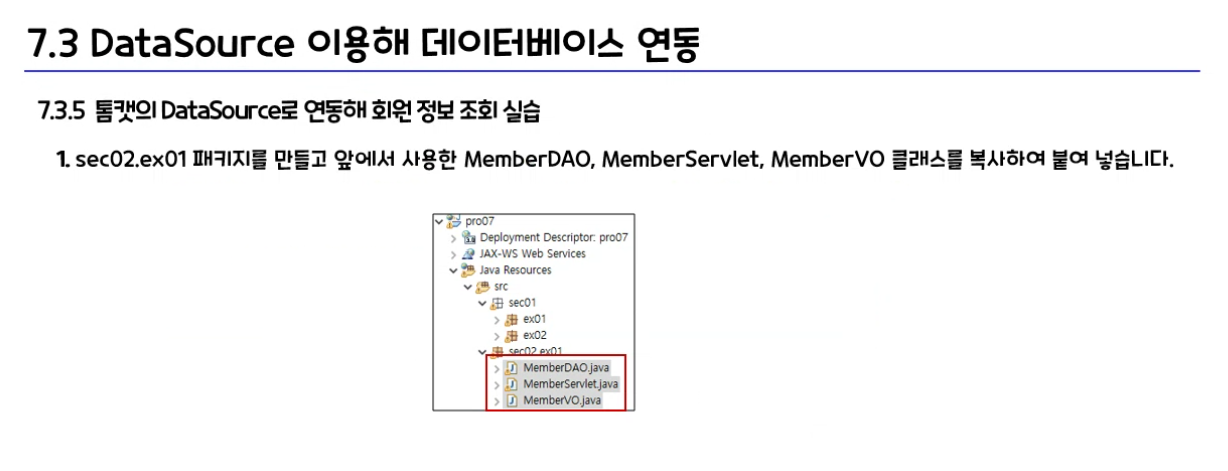 7.3 DataSource 이용해 데이터베이스 연동
7.3.5 톰캣의 DataSource로 연동해 회원 정보 조회 실습
1. sec02.ex01 패키지를 만들고 앞에서 사용한 MemberDAO, MemberServlet, MemberVO 클래스를 복사하여 붙여 넣습니다.
pro07
Deployment Descriptor: pro07
JAX-WS Web Services
Java Resources
src
sec01
ex01
ex02
sec02.ex01
MemberDAO.java
MemberServlet.java
MemberVO.java